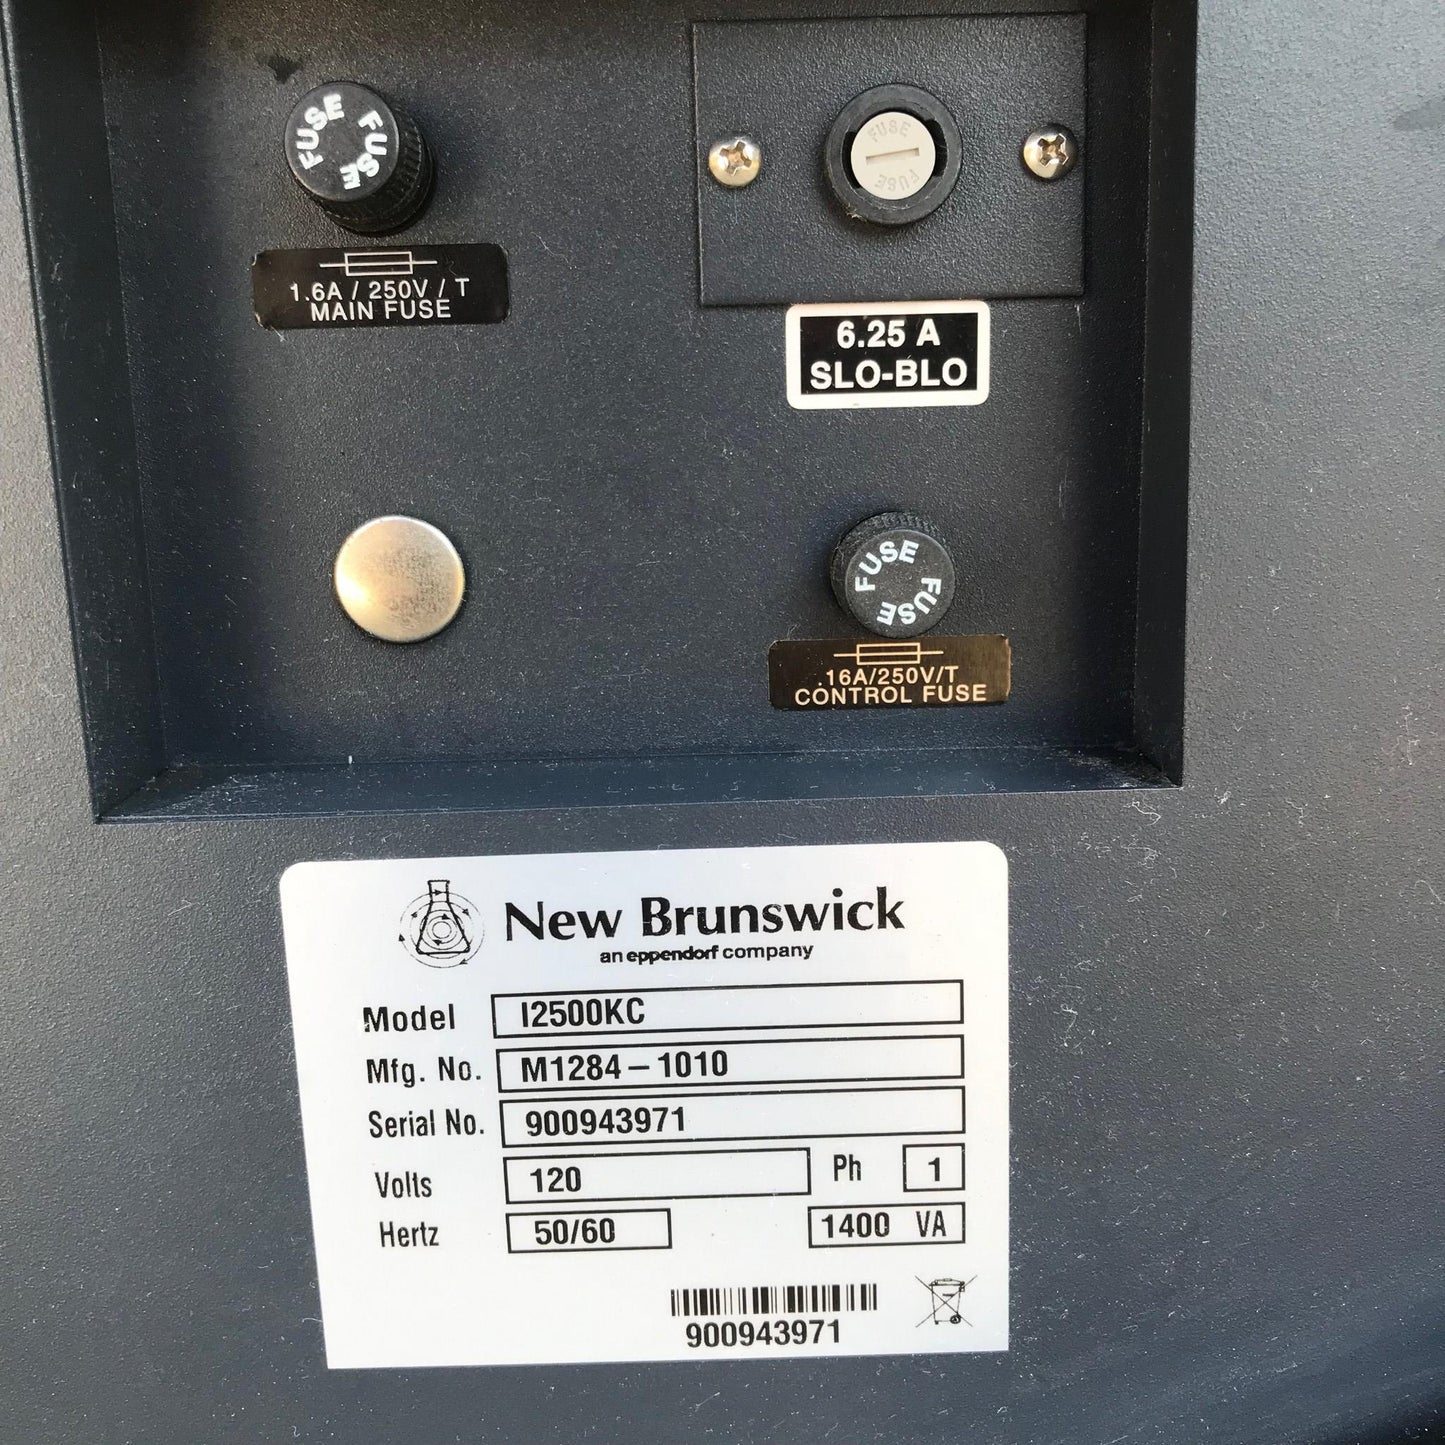 FUSE FUSE
1.6A / 250V / T
MAIN FUSE
FUSE
FUSE
6.25 A
SLO-BLO
FUSE FUSE
.16A/250V/T
CONTROL FUSE
New Brunswick
an eppendorf company
Model I2500KC
Mfg. No. M1284-1010
Serial No. 900943971
Volts 120 Ph 1
Hertz 50/60 1400 VA
900943971